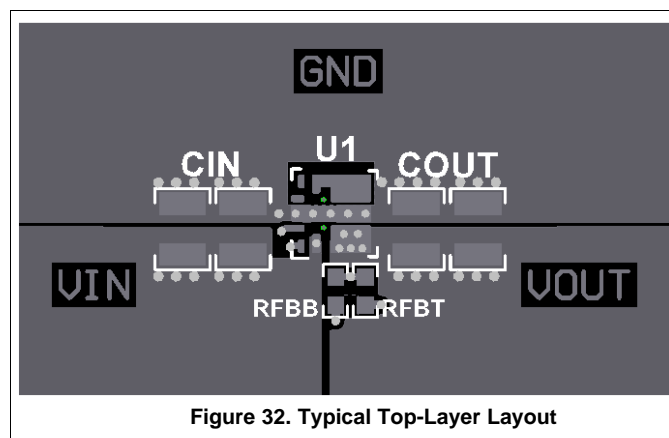 GND
U1
CIN
COUT
VIN
VOUT
RFBB
RFBT
Figure 32. Typical Top-Layer Layout